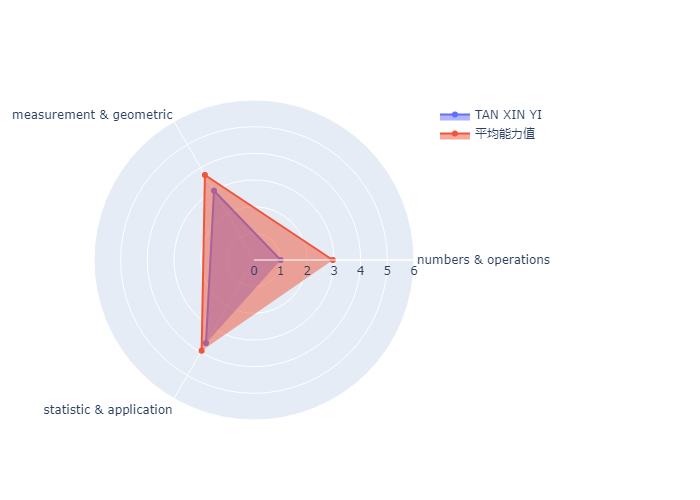 measurement & geometric
TAN XIN YI
平均能力值
numbers & operations
0 1 2 3 4 5 6
statistic & application